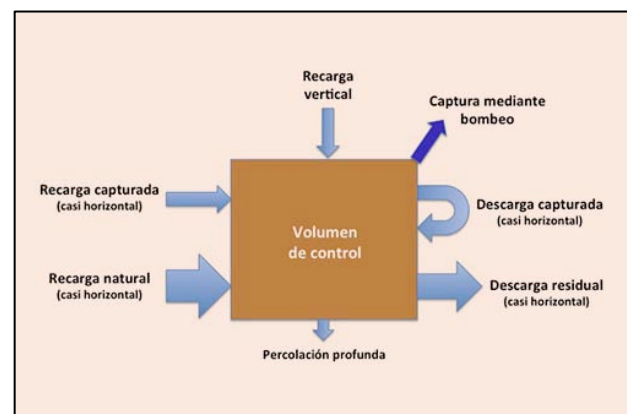 Recarga
vertical
Captura mediante
bombeo
Recarga capturada
(casi horizontal)
Volumen
de control
Descarga capturada
(casi horizontal)
Recarga natural
(casi horizontal)
Descarga residual
(casi horizontal)
Percolación profunda